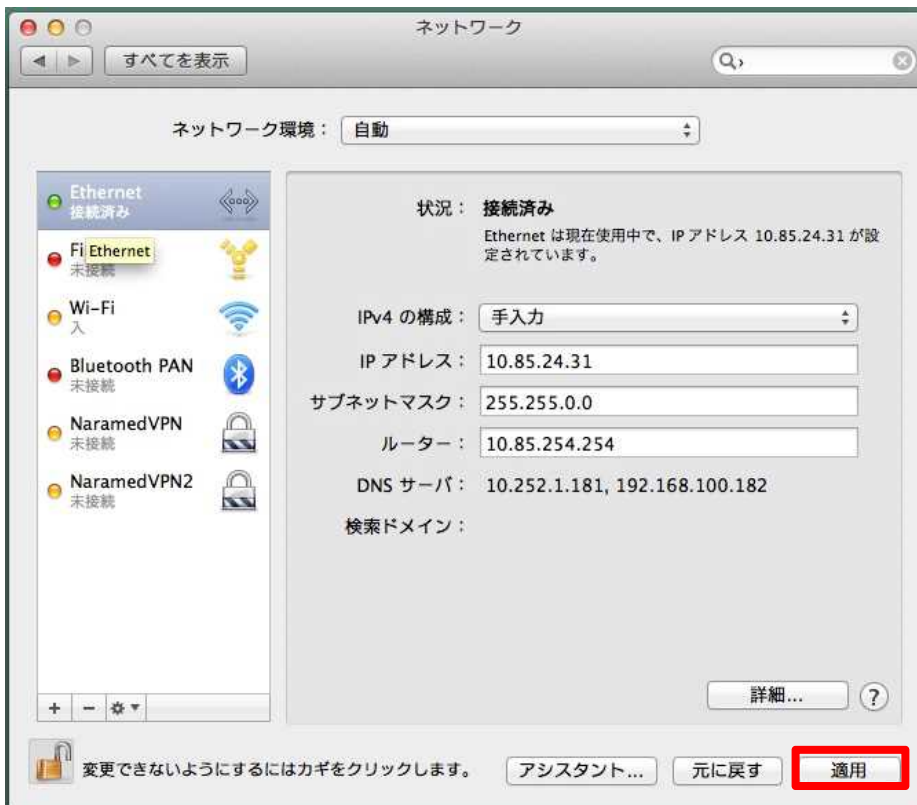 ネットワーク
すべてを表示
ネットワーク環境： 自動
Ethernet
接続済み
Fi
Ethernet
未接続
Wi-Fi
入
Bluetooth PAN
未接続
NaramedVPN
未接続
NaramedVPN2
未接続
状況： 接続済み
Ethernet は現在使用中で、IP アドレス 10.85.24.31 が設
定されています。
IPv4 の構成： 手入力
IP アドレス： 10.85.24.31
サブネットマスク： 255.255.0.0
ルーター： 10.85.254.254
DNS サーバ： 10.252.1.181, 192.168.100.182
検索ドメイン：
詳細... ?
変更できないようにするにはカギをクリックします。
アシスタント... 元に戻す 適用